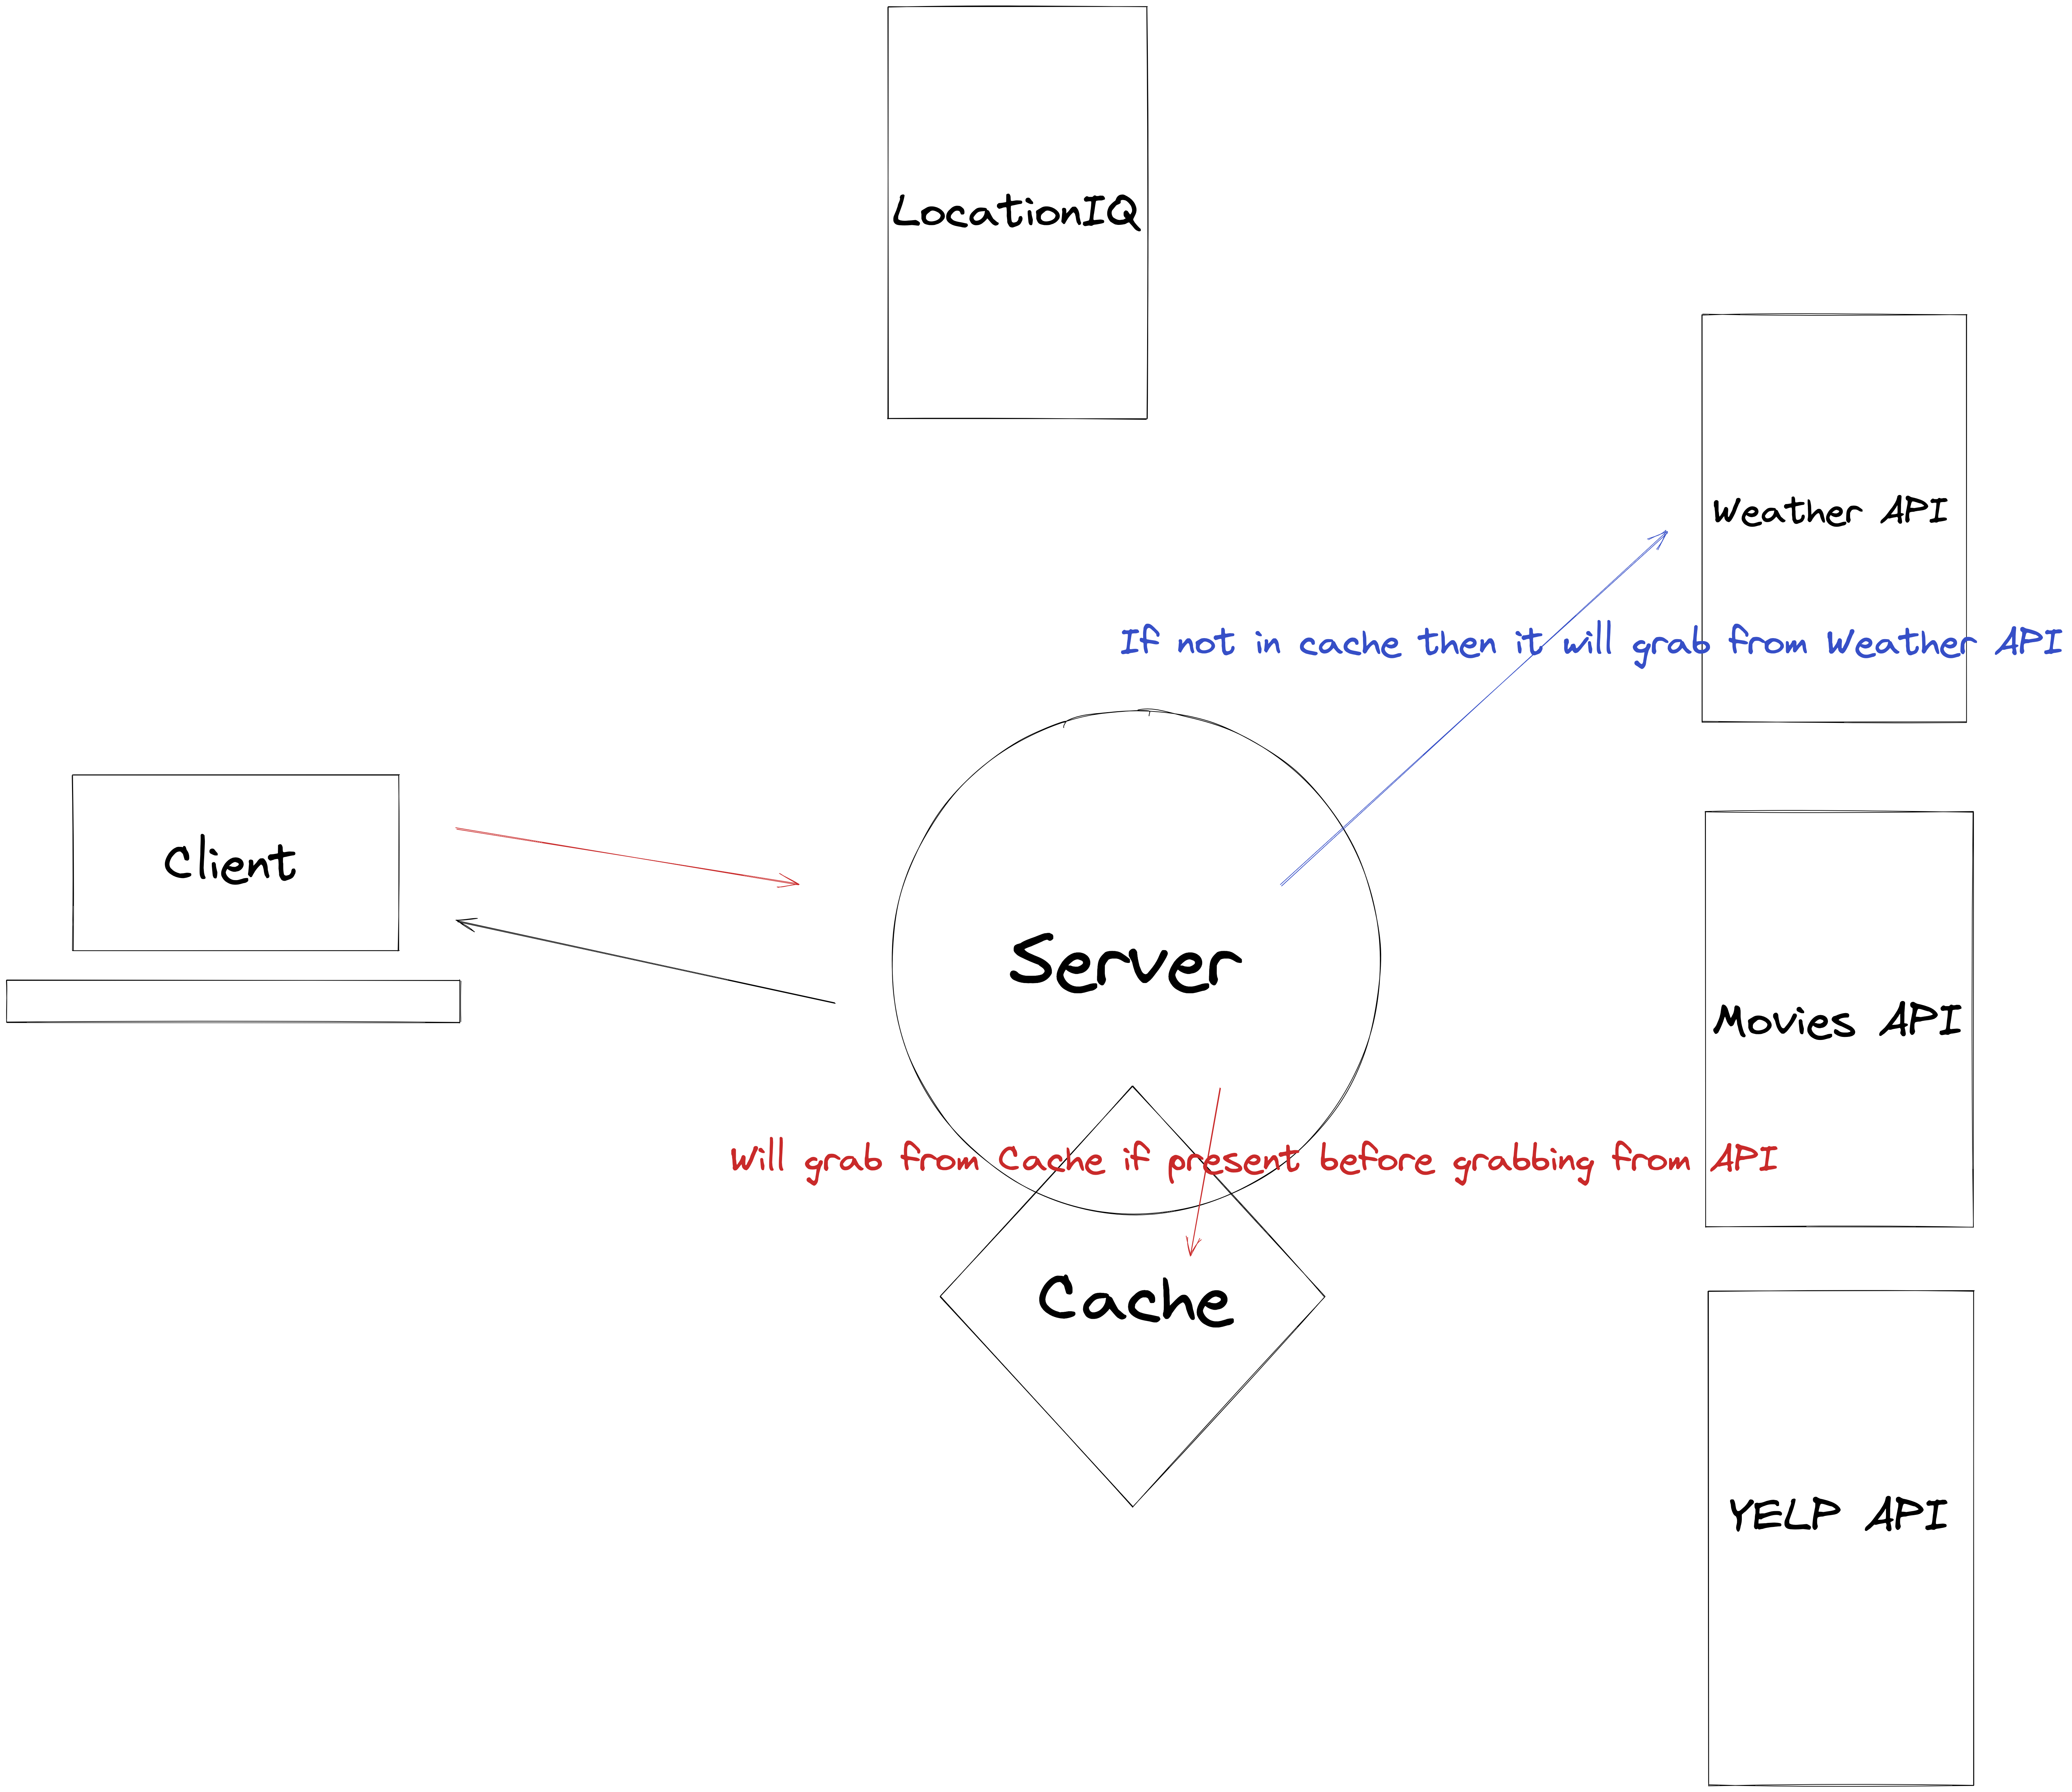 LocationIQ
Weather API
If not in cache then it will grab from Weather API
Client
Server
Movies API
Will grab from Cache if present before grabbing from API
Cache
YELP API